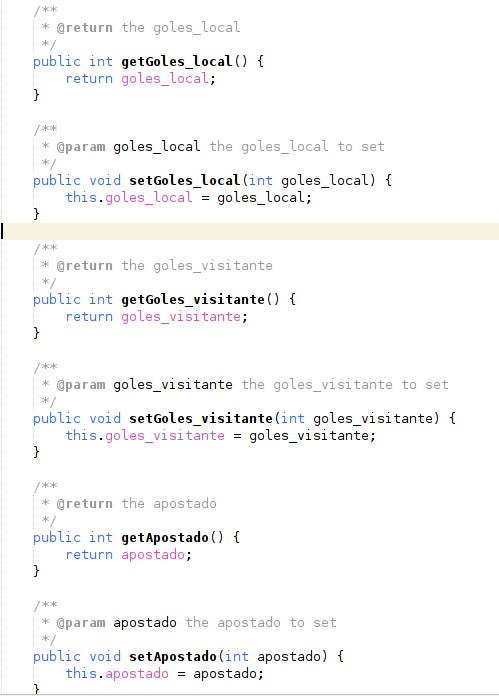 /**
 * @return the goles_local
 */
public int getGoles_local() {
    return goles_local;
}

/**
 * @param goles_local the goles_local to set
 */
public void setGoles_local(int goles_local) {
    this.goles_local = goles_local;
}

/**
 * @return the goles_visitante
 */
public int getGoles_visitante() {
    return goles_visitante;
}

/**
 * @param goles_visitante the goles_visitante to set
 */
public void setGoles_visitante(int goles_visitante) {
    this.goles_visitante = goles_visitante;
}

/**
 * @return the apostado
 */
public int getApostado() {
    return apostado;
}

/**
 * @param apostado the apostado to set
 */
public void setApostado(int apostado) {
    this.apostado = apostado;
}